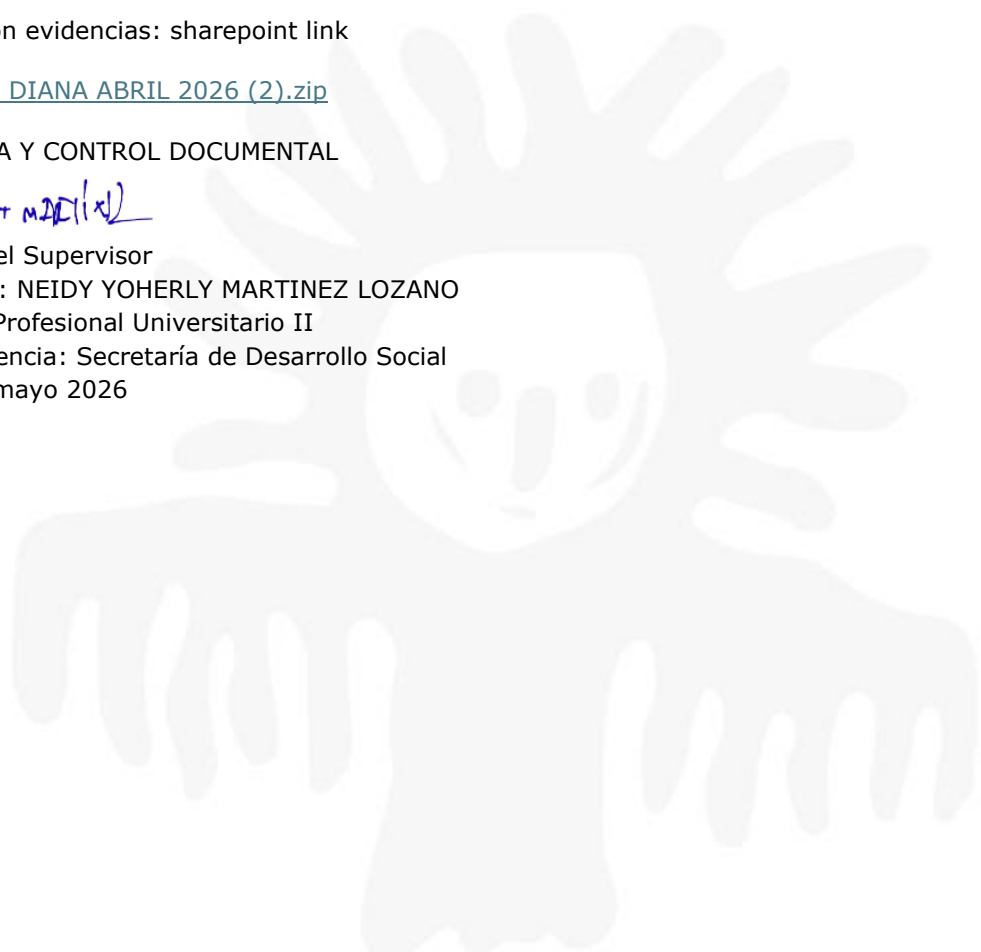 on evidencias: sharepoint link
DIANA ABRIL 2026 (2).zip
A Y CONTROL DOCUMENTAL
el Supervisor
: NEIDY YOHERLY MARTINEZ LOZANO
Profesional Universitario II
encia: Secretaría de Desarrollo Social
mayo 2026